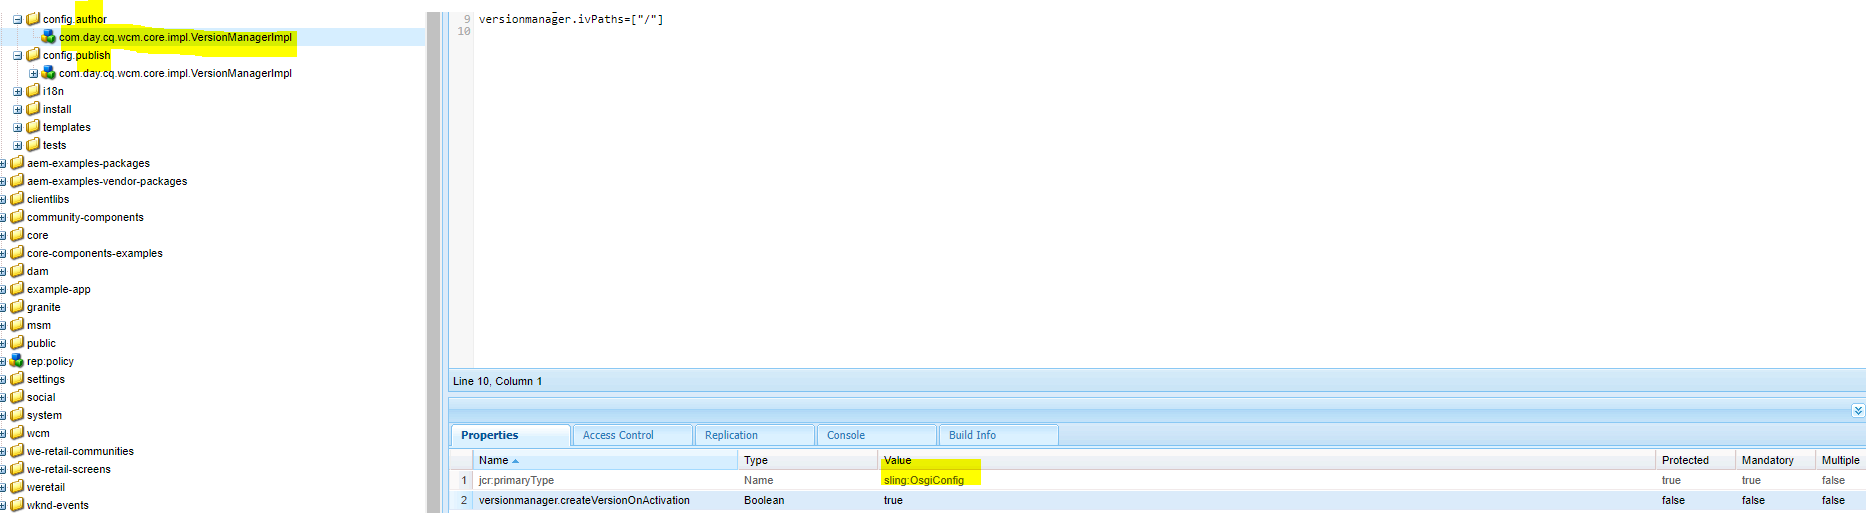 config.author
com.day.cq.wcm.core.impl.VersionManagerImpl
config.publish
com.day.cq.wcm.core.impl.VersionManagerImpl
i18n
install
templates
tests
aem-examples-packages
aem-examples-vendor-packages
clientlibs
community-components
core
core-components-examples
dam
example-app
granite
msm
public
rep:policy
settings
social
system
wcm
we-retail-communities
we-retail-screens
weretail
wknd-events
9 versionmanager.ivPaths=["/"]
10
Line 10, Column 1
Properties Access Control Replication Console Build Info
Name Type Value Protected Mandatory Multiple
1 jcr:primaryType Name sling:OsgiConfig true true false
2 versionmanager.createVersionOnActivation Boolean true false false false